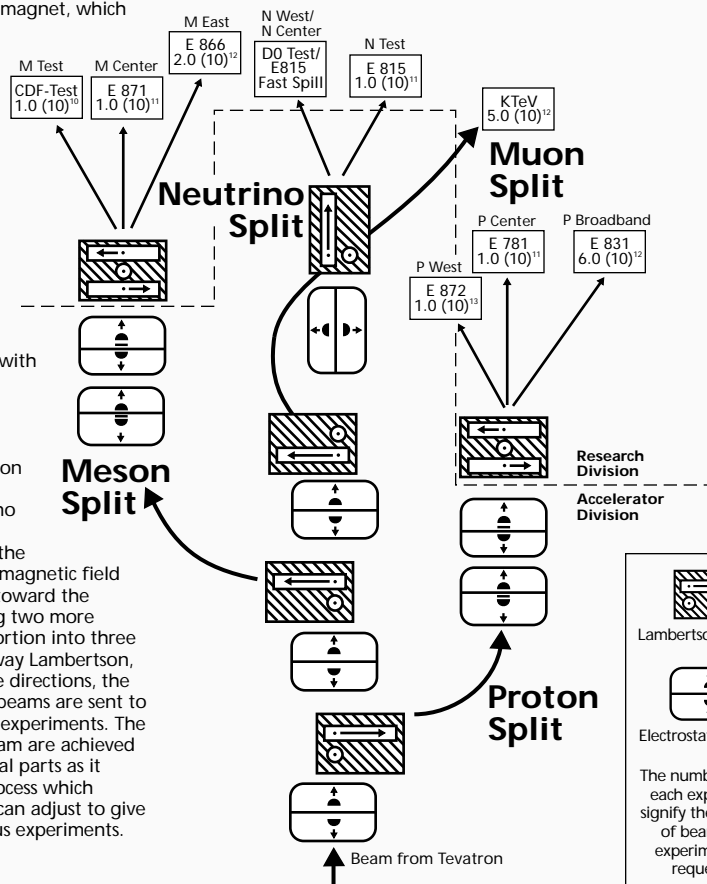 magnet, which
M East
E 866
2.0 (10)¹²
N West/
N Center
D0 Test/
E815
Fast Spill
N Test
E 815
1.0 (10)¹¹
M Test
CDF-Test
1.0 (10)¹⁰
M Center
E 871
1.0 (10)¹¹
KTeV
5.0 (10)¹²
Muon
Split
Neutrino
Split
P Center
E 781
1.0 (10)¹¹
P Broadband
E 831
6.0 (10)¹²
P West
E 872
1.0 (10)¹³
with
on
no
the
magnetic field
toward the
g two more
ortion into three
way Lambertson,
e directions, the
beams are sent to
experiments. The
am are achieved
al parts as it
ocess which
can adjust to give
us experiments.
Meson
Split
Research
Division
Accelerator
Division
Proton
Split
Beam from Tevatron
Lambertso
Electrosta
The numb
each exp
signify the
of bea
experim
reque